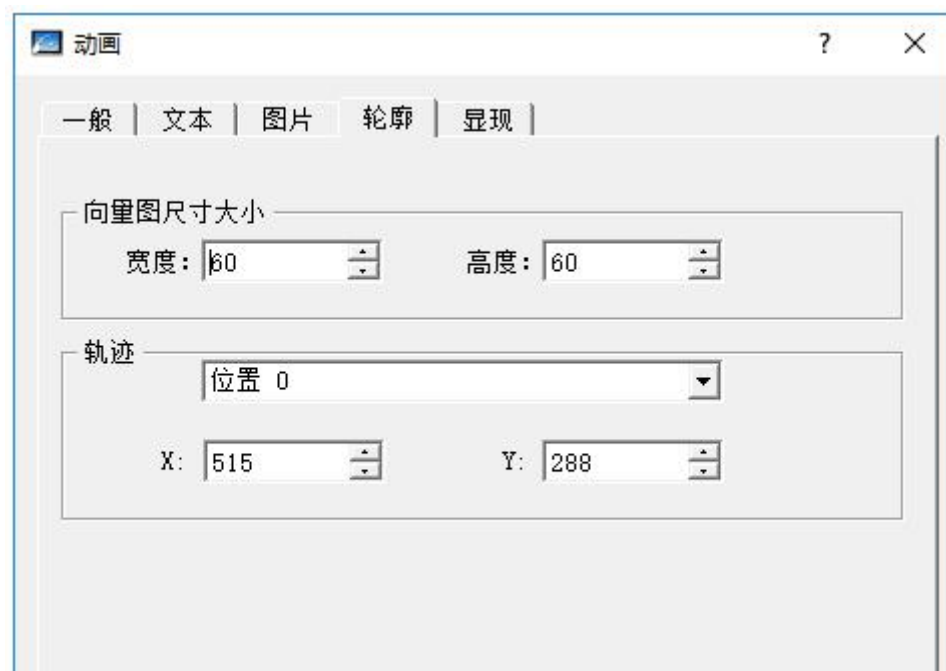 动画 ?
一般 文本 图片 轮廓 显现
向量图尺寸大小
宽度: 60 高度: 60
轨迹
位置 0
X: 515 Y: 288